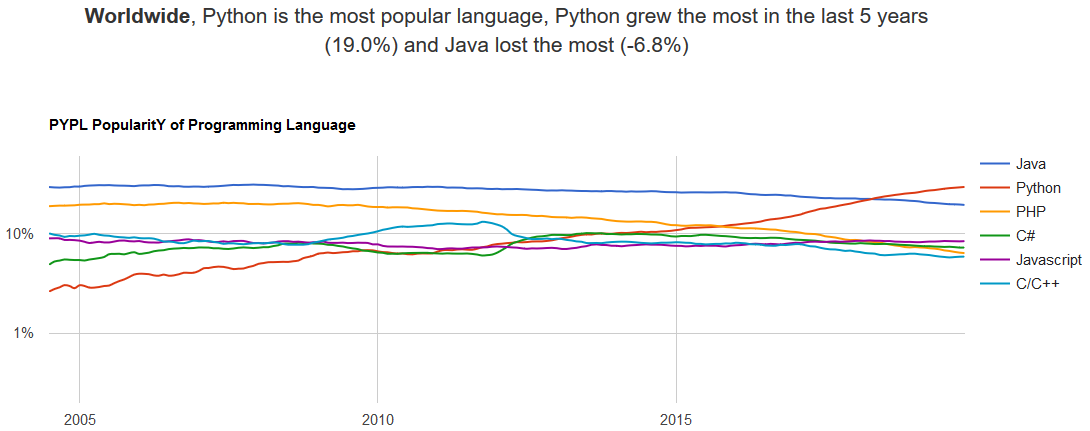 Worldwide, Python is the most popular language, Python grew the most in the last 5 years
(19.0%) and Java lost the most (-6.8%)
PYPL PopularitY of Programming Language
Java
Python
PHP
C#
Javascript
C/C++
10%
1%
2005
2010
2015